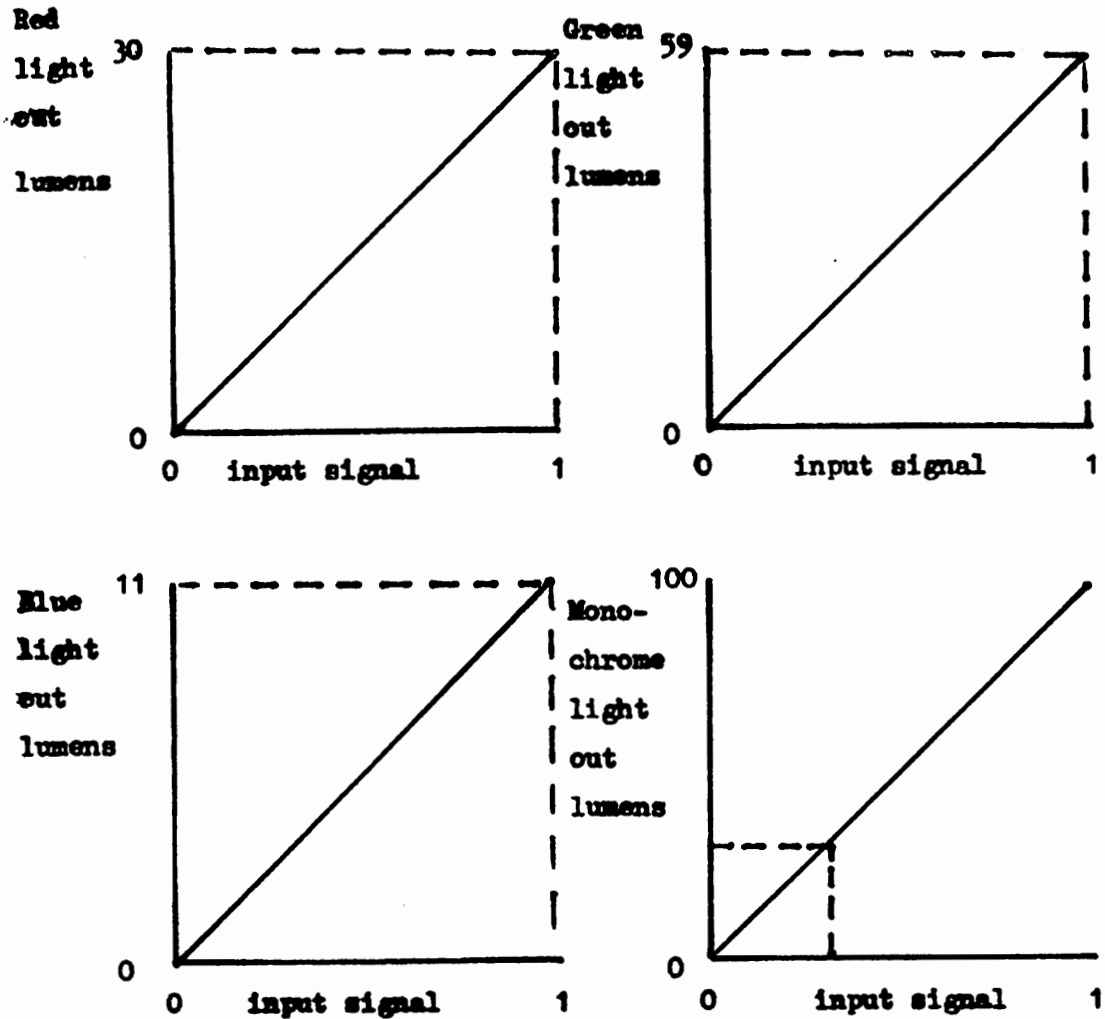 Red
light
out
lumens
30
0
0 input signal 1
Green
light
out
lumens
59
0
0 input signal 1
Blue
light
out
lumens
11
0
0 input signal 1
Mono-
chrome
light
out
lumens
100
0
0 input signal 1